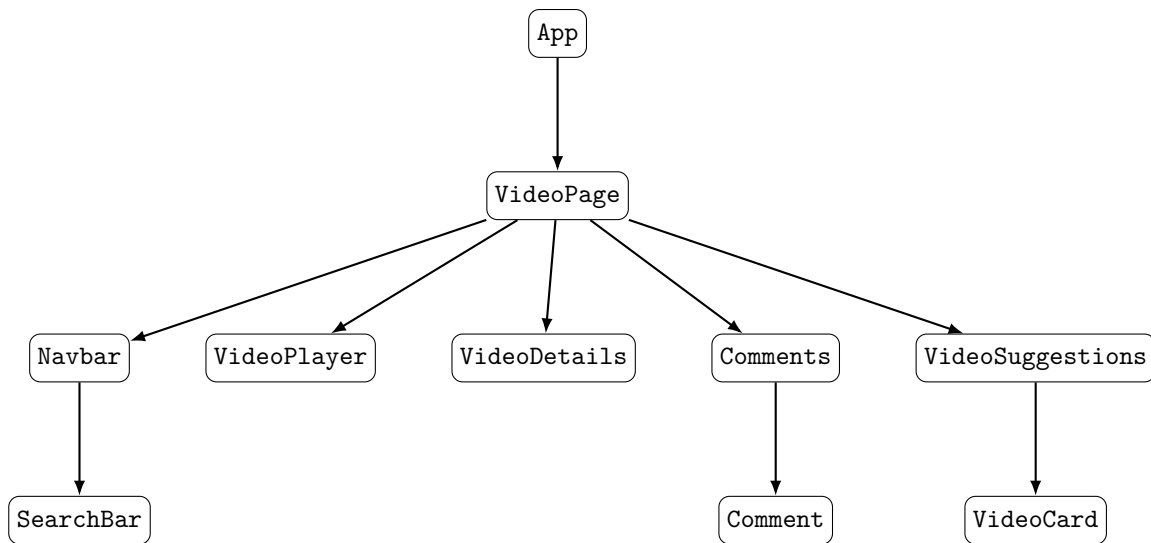 App
VideoPage
Navbar
VideoPlayer
VideoDetails
Comments
VideoSuggestions
SearchBar
Comment
VideoCard